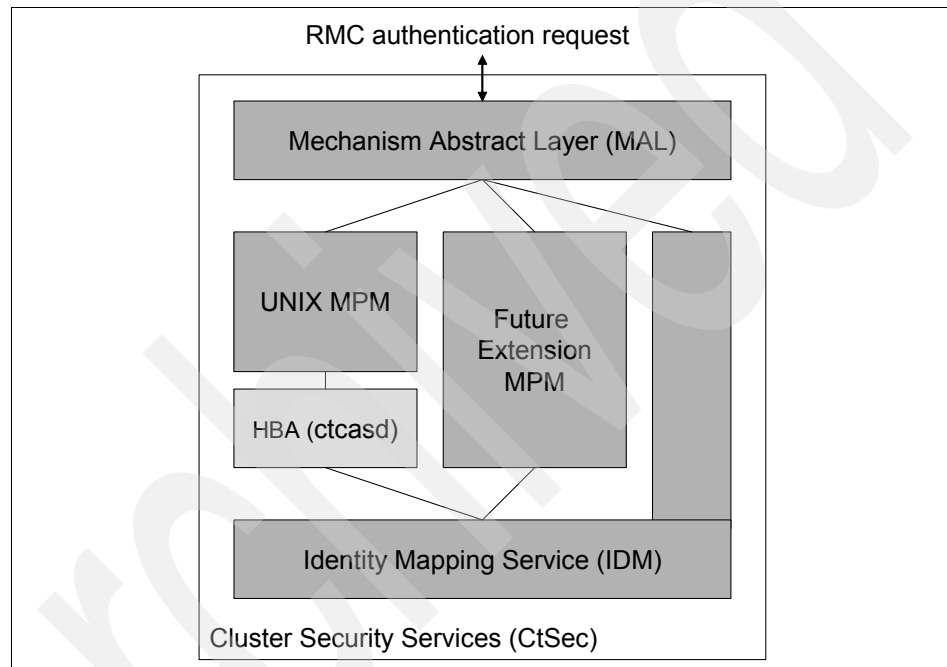 RMC authentication request
Mechanism Abstract Layer (MAL)
UNIX MPM
Future
Extension
MPM
HBA (ctcasd)
Identity Mapping Service (IDM)
Cluster Security Services (CtSec)
rchived